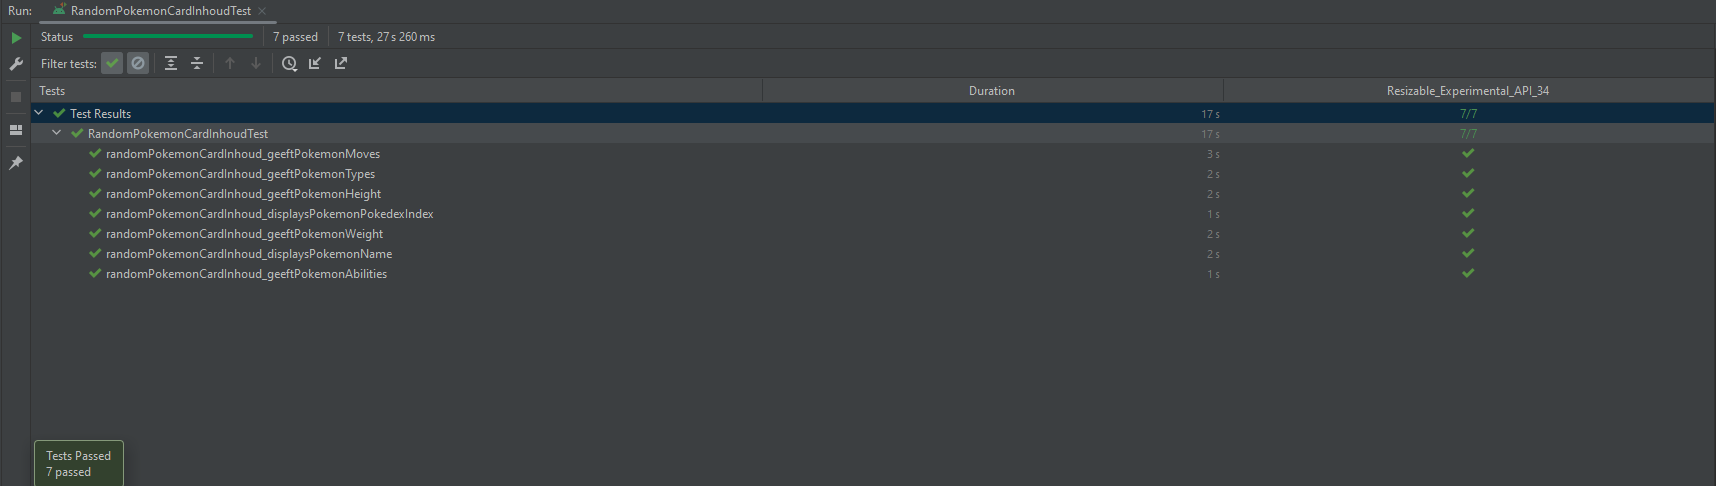 Run: RandomPokemonCardInhoudTest
Status 7 passed 7 tests, 27 s 260 ms
Filter tests:
Tests Duration Resizable_Experimental_API_34
Test Results 17 s 7/7
RandomPokemonCardInhoudTest 17 s 7/7
randomPokemonCardInhoud_geeftPokemonMoves 3 s
randomPokemonCardInhoud_geeftPokemonTypes 2 s
randomPokemonCardInhoud_geeftPokemonHeight 2 s
randomPokemonCardInhoud_displaysPokemonPokedexIndex 1 s
randomPokemonCardInhoud_geeftPokemonWeight 2 s
randomPokemonCardInhoud_displaysPokemonName 2 s
randomPokemonCardInhoud_geeftPokemonAbilities 1 s
Tests Passed
7 passed